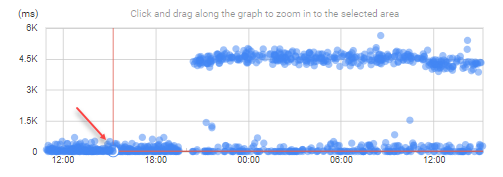 (ms) Click and drag along the graph to zoom in to the selected area
6K
4.5K
3K
1.5K
0
12:00 18:00 00:00 06:00 12:00